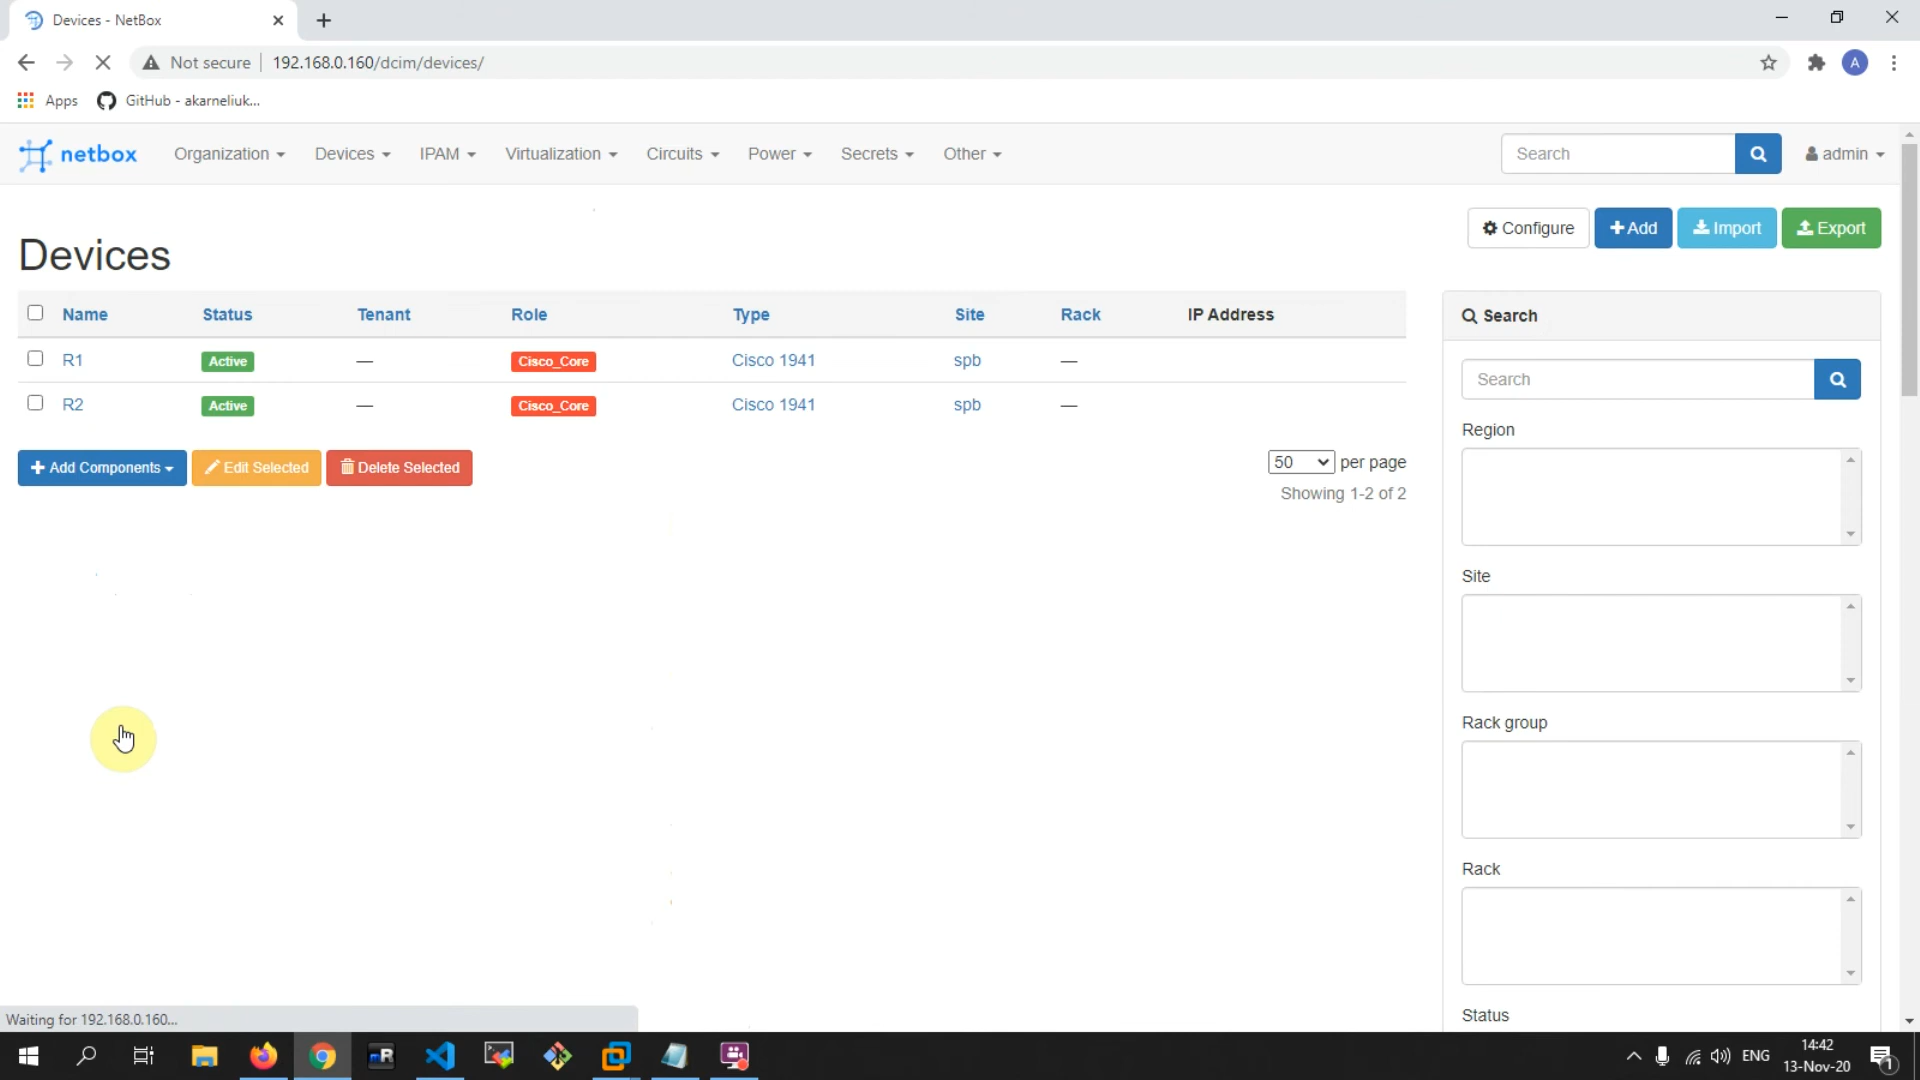 Devices - NetBox
Not secure | 192.168.0.160/dcim/devices/
A
Apps GitHub - akarneliuk...
netbox Organization Devices IPAM Virtualization Circuits Power Secrets Other Search admin
Configure Add Import Export
Devices
Name Status Tenant Role Type Site Rack IP Address
R1 Active — Cisco_Core Cisco 1941 spb —
R2 Active — Cisco_Core Cisco 1941 spb —
Add Components Edit Selected Delete Selected
50 per page
Showing 1-2 of 2
Search
Search
Region
Site
Rack group
Rack
Status
Waiting for 192.168.0.160...
ENG
14:42
13-Nov-20
1